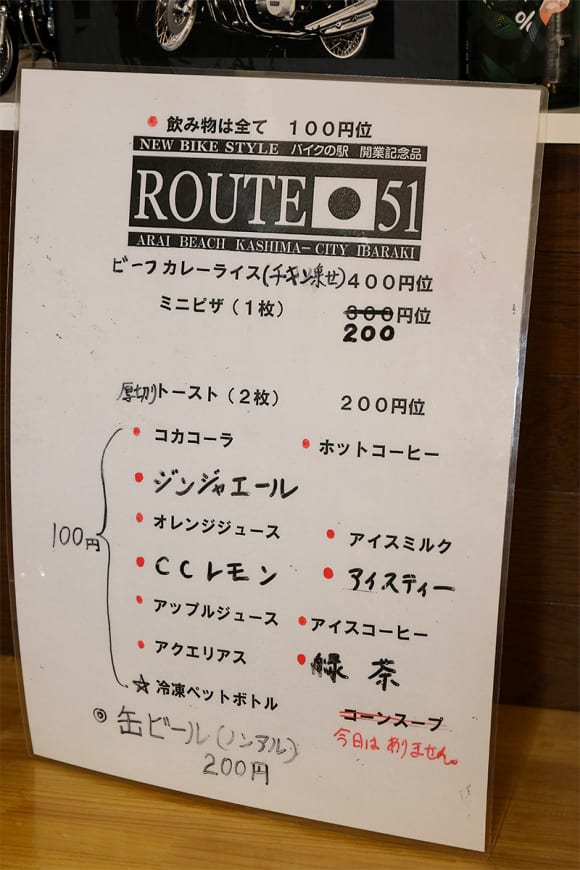 %
● 飲み物は全て 100円位
NEW BIKE STYLE バイクの駅 開業記念品
ROUTE 51
ARAI BEACH KASHIMA-CITY IBARAKI
ビーフカレーライス(チキン乗せ)400円位
ミニピザ(1枚) 300円位
200
厚切りトースト(2枚) 200円位
● コカコーラ ● ホットコーヒー
● ジンジャエール
● オレンジジュース ● アイスミルク
100円
● CCレモン ● アイスティー
● アップルジュース ● アイスコーヒー
● アクエリアス ● 緑茶
☆ 冷凍ペットボトル
コーンスープ
今日はありません。
◎ 缶ビール(ノンアル)
200円